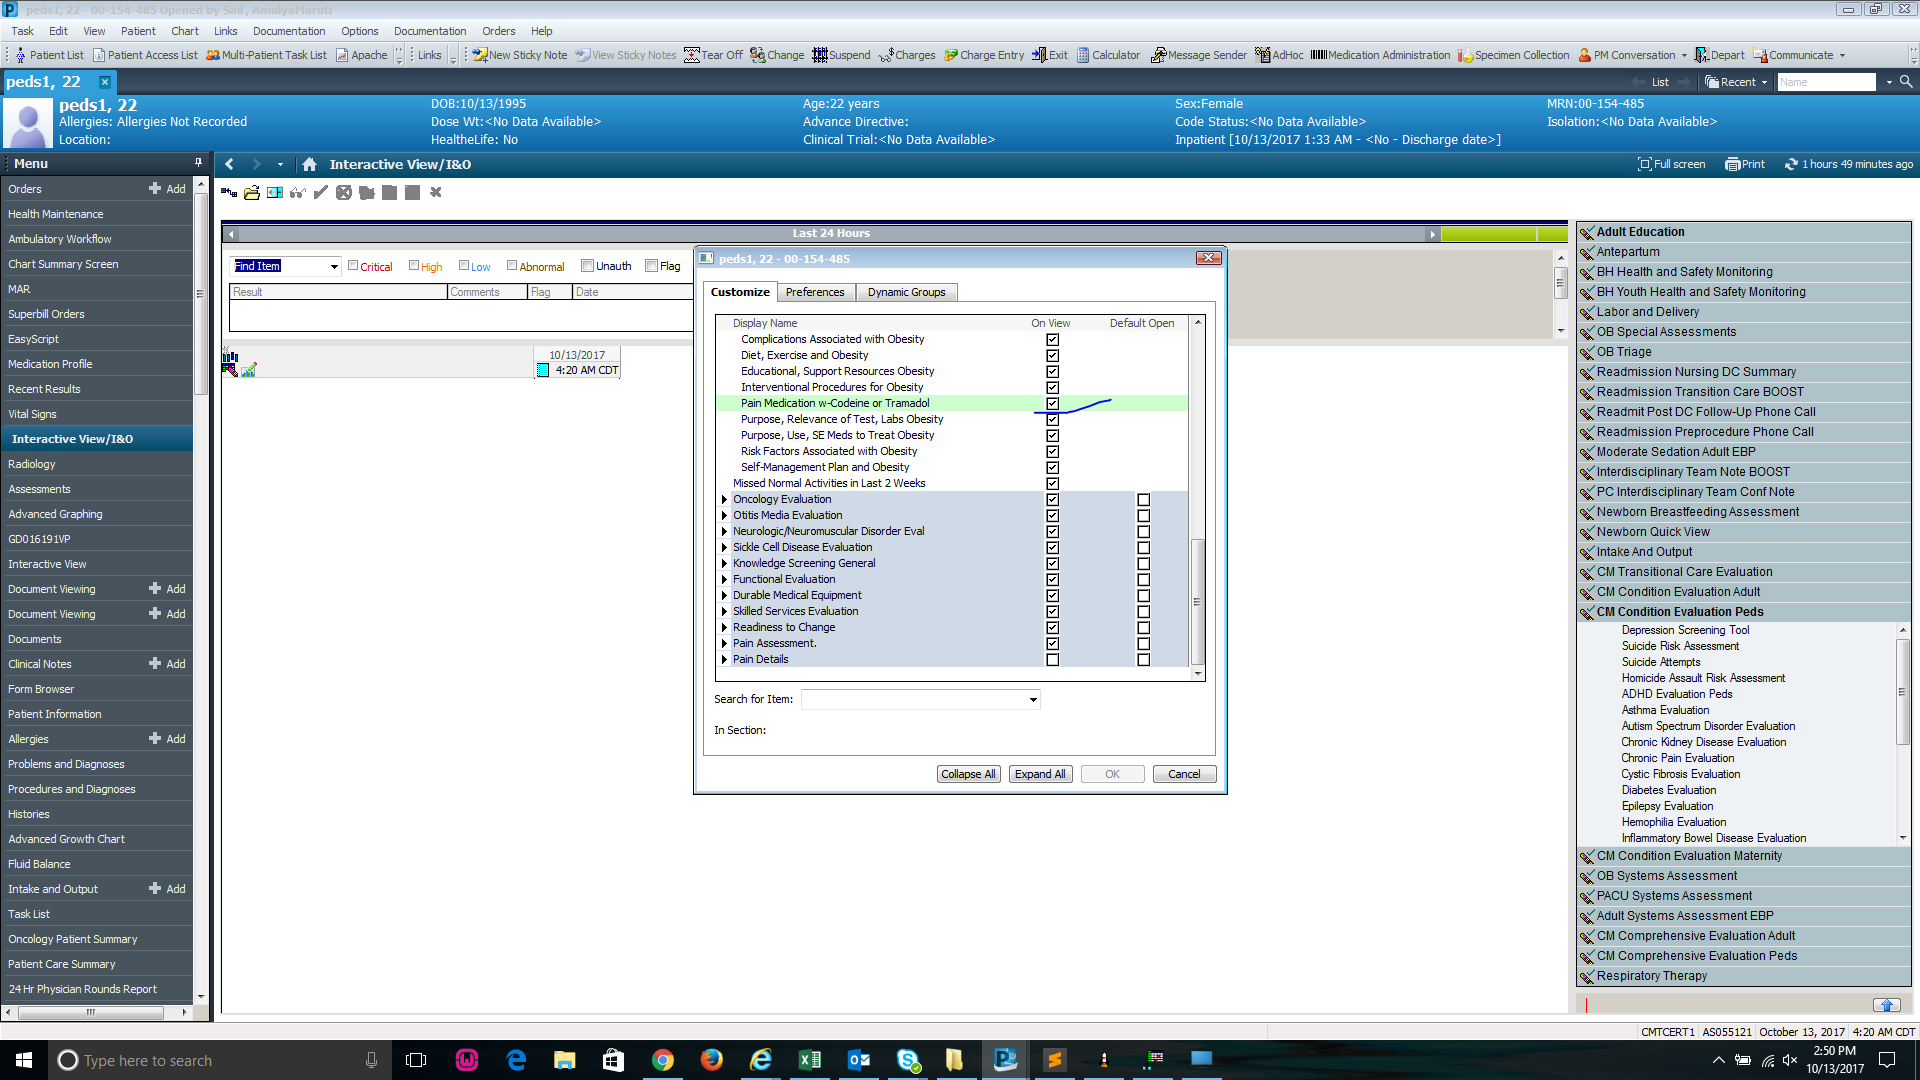 peds1, 22 - 00-154-485 Opened by Sail , AmulyaMaruti
Task Edit View Patient Chart Links Documentation Options Documentation Orders Help
Patient List Patient Access List Multi-Patient Task List Apache Links New Sticky Note View Sticky Notes Tear Off Change Suspend Charges Charge Entry Exit Calculator Message Sender AdHoc Medication Administration Specimen Collection PM Conversation Depart Communicate
peds1, 22 List Recent Name
peds1, 22 DOB:10/13/1995 Age:22 years Sex:Female MRN:00-154-485
Allergies: Allergies Not Recorded Dose Wt:<No Data Available> Advance Directive: Code Status:<No Data Available> Isolation:<No Data Available>
Location: HealtheLife: No Clinical Trial:<No Data Available> Inpatient [10/13/2017 1:33 AM - <No - Discharge date>]
Menu Interactive View/I&O Full screen Print 1 hours 49 minutes ago
Orders Add
Health Maintenance
Ambulatory Workflow
Chart Summary Screen
MAR
Superbill Orders
EasyScript
Medication Profile
Recent Results
Vital Signs
Interactive View/I&O
Radiology
Assessments
Advanced Graphing
GD016191VP
Interactive View
Document Viewing Add
Document Viewing Add
Documents
Clinical Notes Add
Form Browser
Patient Information
Allergies Add
Problems and Diagnoses
Procedures and Diagnoses
Histories
Advanced Growth Chart
Fluid Balance
Intake and Output Add
Task List
Oncology Patient Summary
Patient Care Summary
24 Hr Physician Rounds Report
Last 24 Hours
Find Item Critical High Low Abnormal Unauth Flag
Result Comments Flag Date
10/13/2017
4:20 AM CDT
peds1, 22 - 00-154-485
Customize Preferences Dynamic Groups
Display Name On View Default Open
Complications Associated with Obesity
Diet, Exercise and Obesity
Educational, Support Resources Obesity
Interventional Procedures for Obesity
Pain Medication w-Codeine or Tramadol
Purpose, Relevance of Test, Labs Obesity
Purpose, Use, SE Meds to Treat Obesity
Risk Factors Associated with Obesity
Self-Management Plan and Obesity
Missed Normal Activities in Last 2 Weeks
Oncology Evaluation
Otitis Media Evaluation
Neurologic/Neuromuscular Disorder Eval
Sickle Cell Disease Evaluation
Knowledge Screening General
Functional Evaluation
Durable Medical Equipment
Skilled Services Evaluation
Readiness to Change
Pain Assessment.
Pain Details
Search for Item:
In Section:
Collapse All Expand All OK Cancel
Adult Education
Antepartum
BH Health and Safety Monitoring
BH Youth Health and Safety Monitoring
Labor and Delivery
OB Special Assessments
OB Triage
Readmission Nursing DC Summary
Readmission Transition Care BOOST
Readmit Post DC Follow-Up Phone Call
Readmission Preprocedure Phone Call
Moderate Sedation Adult EBP
Interdisciplinary Team Note BOOST
PC Interdisciplinary Team Conf Note
Newborn Breastfeeding Assessment
Newborn Quick View
Intake And Output
CM Transitional Care Evaluation
CM Condition Evaluation Adult
CM Condition Evaluation Peds
Depression Screening Tool
Suicide Risk Assessment
Suicide Attempts
Homicide Assault Risk Assessment
ADHD Evaluation Peds
Asthma Evaluation
Autism Spectrum Disorder Evaluation
Chronic Kidney Disease Evaluation
Chronic Pain Evaluation
Cystic Fibrosis Evaluation
Diabetes Evaluation
Epilepsy Evaluation
Hemophilia Evaluation
Inflammatory Bowel Disease Evaluation
CM Condition Evaluation Maternity
OB Systems Assessment
PACU Systems Assessment
Adult Systems Assessment EBP
CM Comprehensive Evaluation Adult
CM Comprehensive Evaluation Peds
Respiratory Therapy
CMTCERT1 AS055121 October 13, 2017 4:20 AM CDT
Type here to search
2:50 PM
10/13/2017